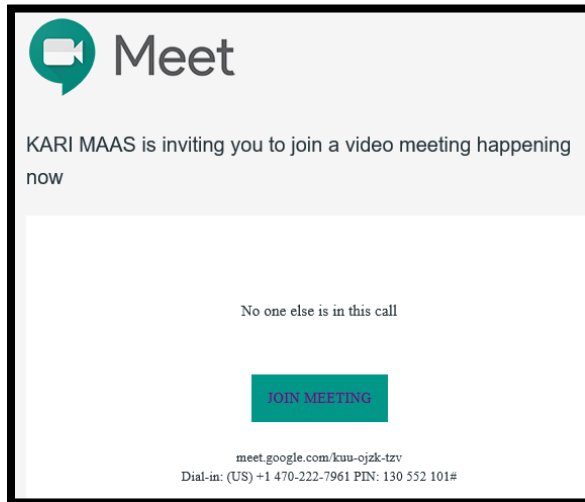 Meet
KARI MAAS is inviting you to join a video meeting happening
now
No one else is in this call
JOIN MEETING
meet.google.com/kuu-ojzk-tzv
Dial-in: (US) +1 470-222-7961 PIN: 130 552 101#